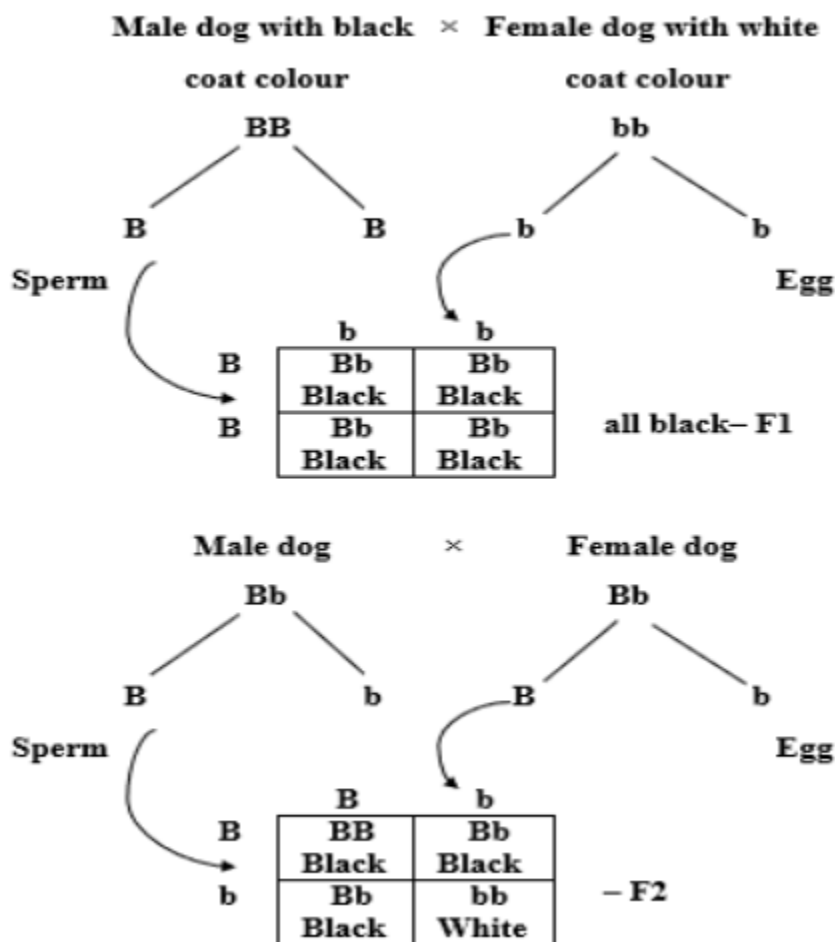 Male dog with black × Female dog with white
coat colour coat colour
BB bb
B B b b
Sperm Egg
b b
B Bb Bb
Black Black
B Bb Bb all black– F1
Black Black
Male dog × Female dog
Bb Bb
B b B b
Sperm Egg
B b
B BB Bb
Black Black
b Bb bb – F2
Black White